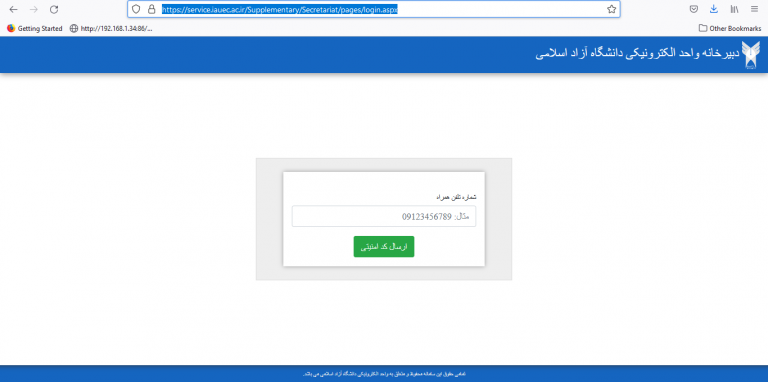 https://service.iauec.ac.ir/Supplementary/Secretariat/pages/login.aspx
Getting Started
http://192.168.1.34:86/...
Other Bookmarks
دبیرخانه واحد الکترونیکی دانشگاه آزاد اسلامی
شماره تلفن همراه
مثال: 09123456789
ارسال کد امنیتی
تمامی حقوق این سامانه محفوظ و متعلق به واحد الکترونیکی دانشگاه آزاد اسلامی می باشد.